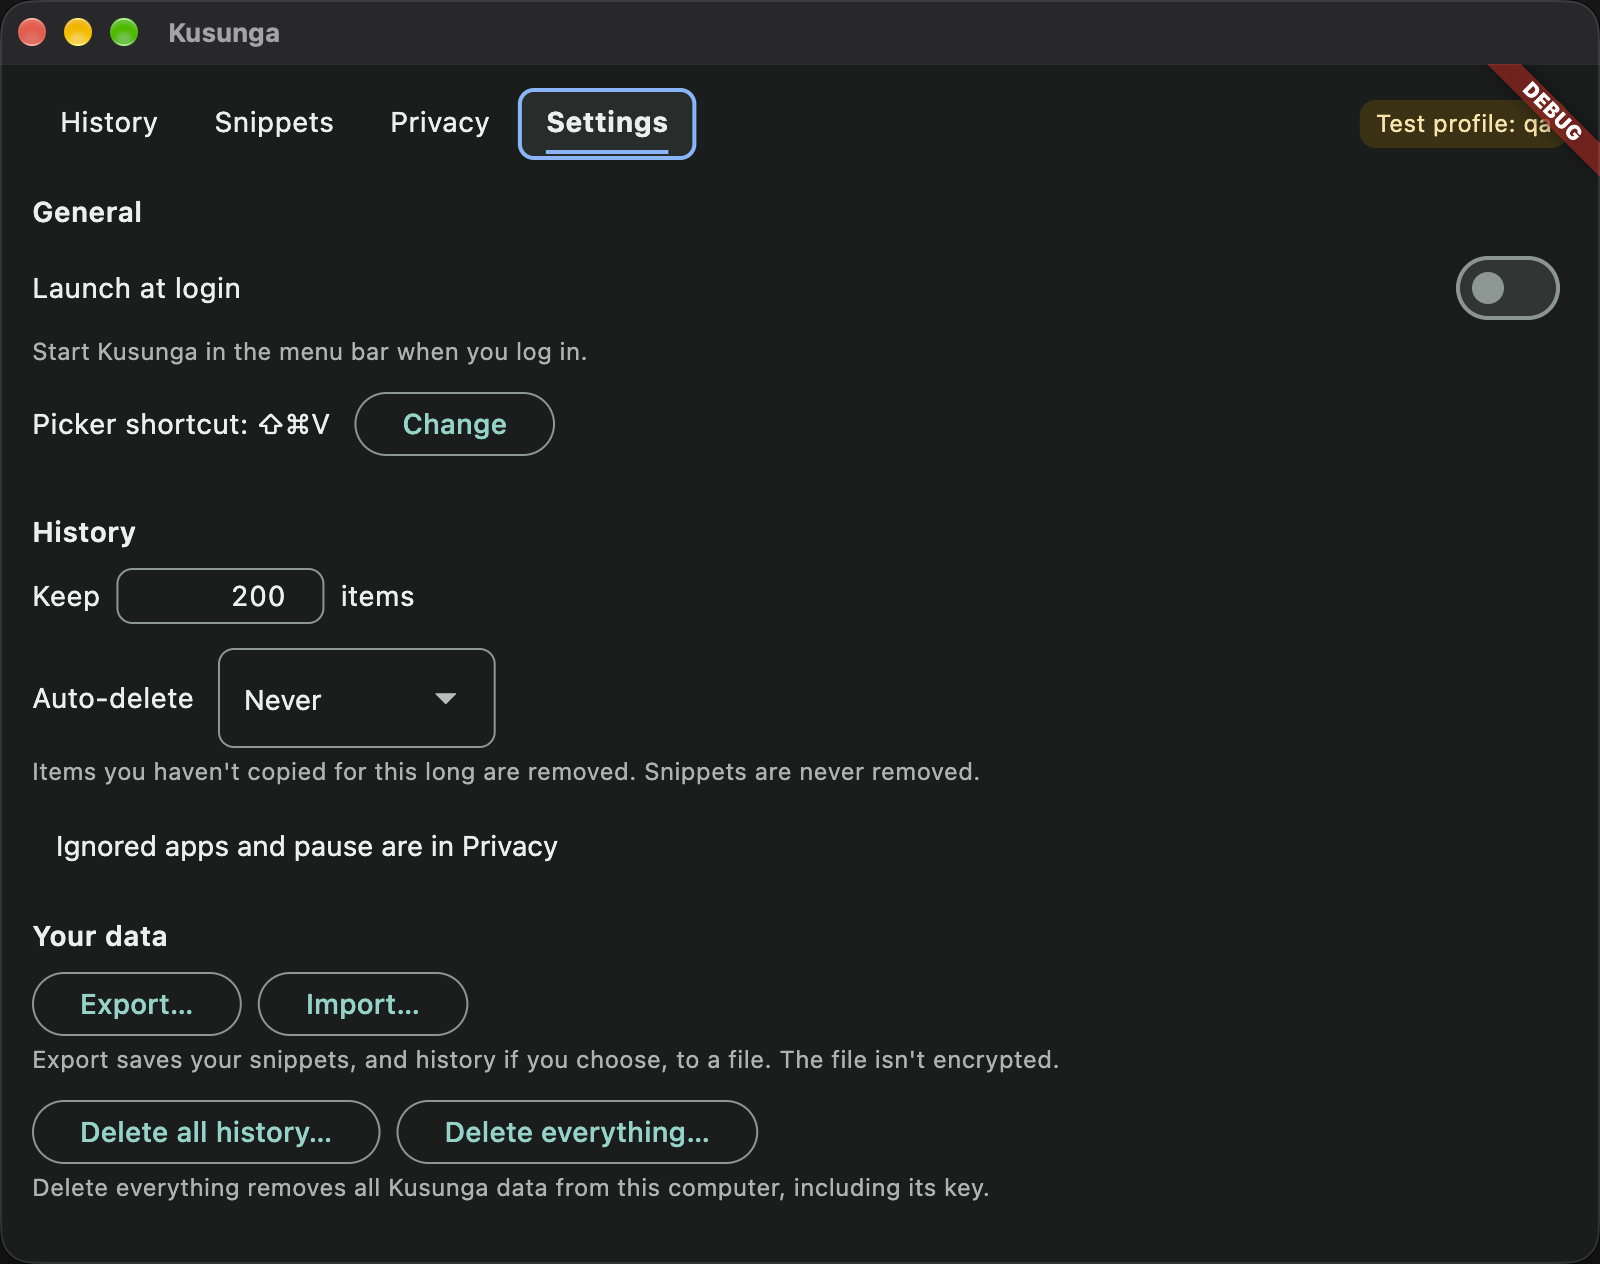 Kusunga
History Snippets Privacy Settings
Test profile: qa
DEBUG
General
Launch at login
Start Kusunga in the menu bar when you log in.
Picker shortcut: ⇧⌘V Change
History
Keep 200 items
Auto-delete Never
Items you haven't copied for this long are removed. Snippets are never removed.
Ignored apps and pause are in Privacy
Your data
Export... Import...
Export saves your snippets, and history if you choose, to a file. The file isn't encrypted.
Delete all history... Delete everything...
Delete everything removes all Kusunga data from this computer, including its key.